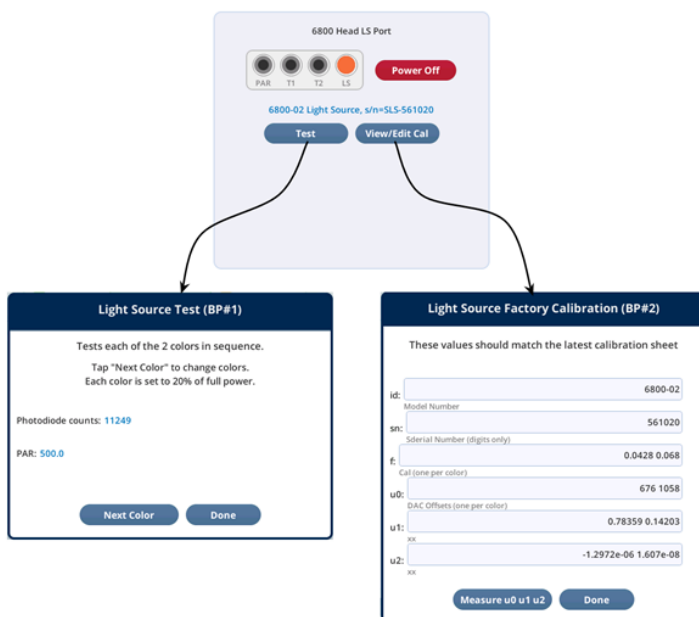 6800 Head LS Port
PAR T1 T2 LS
Power Off
6800-02 Light Source, s/n=SLS-561020
Test View/Edit Cal
Light Source Test (BP#1)
Tests each of the 2 colors in sequence.
Tap "Next Color" to change colors.
Each color is set to 20% of full power.
Photodiode counts: 11249
PAR: 500.0
Next Color Done
Light Source Factory Calibration (BP#2)
These values should match the latest calibration sheet
id: 6800-02
Model Number
sn: 561020
Sderial Number (digits only)
f: 0.0428 0.068
Cal (one per color)
u0: 676 1058
DAC Offsets (one per color)
u1: 0.78359 0.14203
xx
u2: -1.2972e-06 1.607e-08
xx
Measure u0 u1 u2 Done